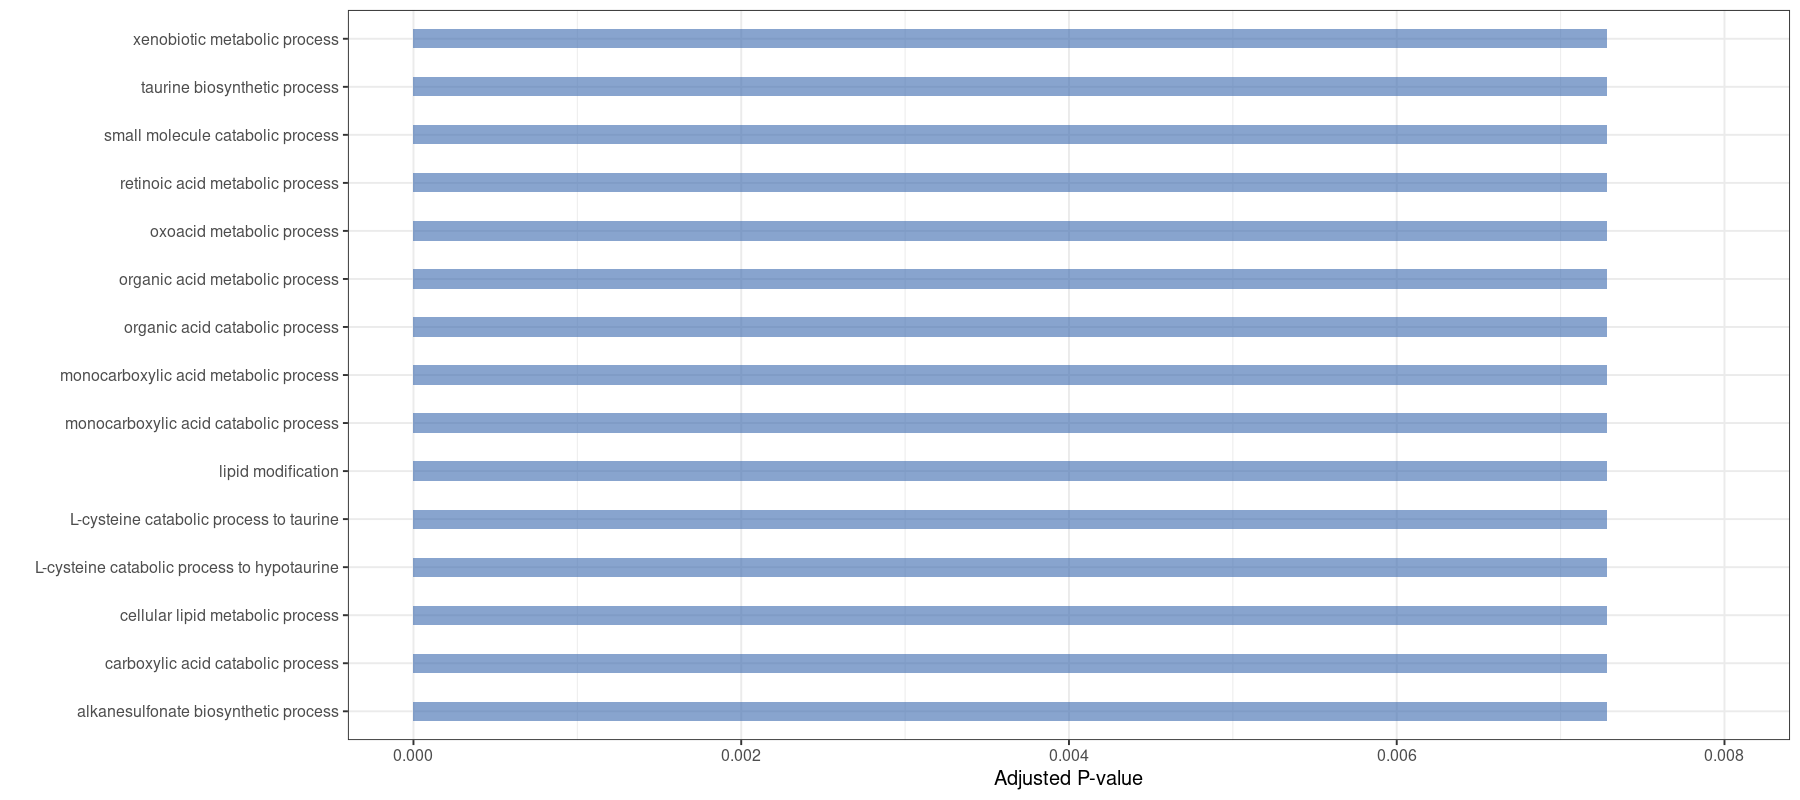 xenobiotic metabolic process
taurine biosynthetic process
small molecule catabolic process
retinoic acid metabolic process
oxoacid metabolic process
organic acid metabolic process
organic acid catabolic process
monocarboxylic acid metabolic process
monocarboxylic acid catabolic process
lipid modification
L-cysteine catabolic process to taurine
L-cysteine catabolic process to hypotaurine
cellular lipid metabolic process
carboxylic acid catabolic process
alkanesulfonate biosynthetic process
0.000 0.002 0.004 0.006 0.008
Adjusted P-value